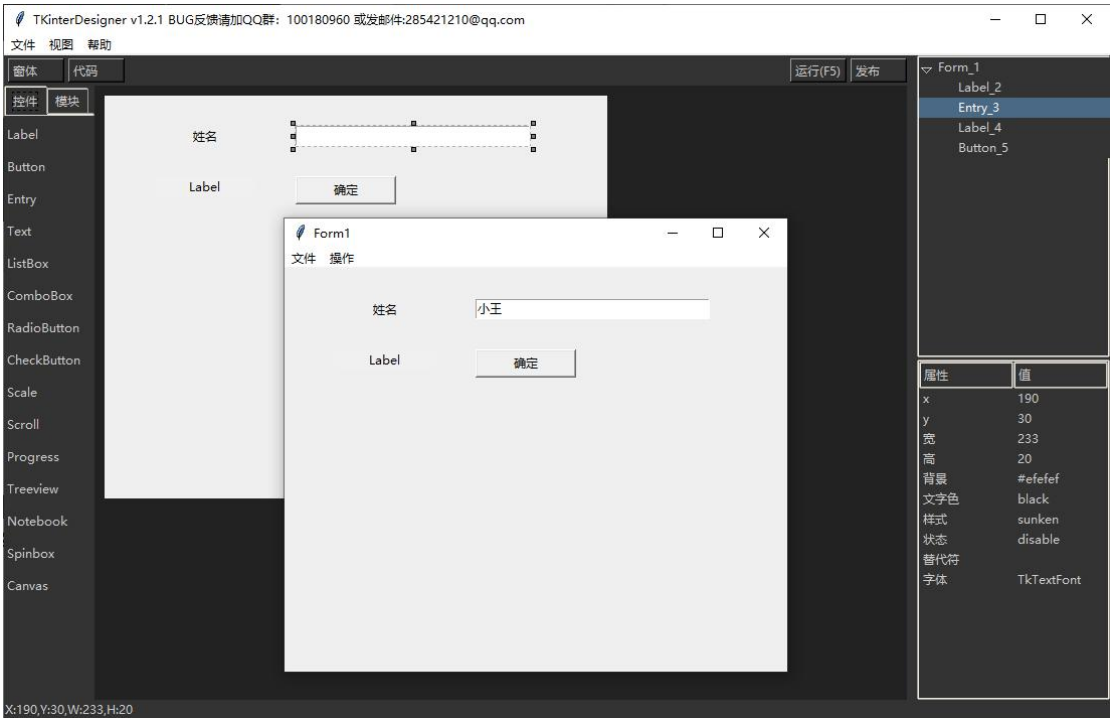 TKinterDesigner v1.2.1 BUG反馈请加QQ群：100180960 或发邮件:285421210@qq.com
文件 视图 帮助
窗体 代码 运行(F5) 发布
控件 模块
Label
Button
Entry
Text
ListBox
ComboBox
RadioButton
CheckButton
Scale
Scroll
Progress
Treeview
Notebook
Spinbox
Canvas
姓名
Label 确定
Form1
文件 操作
姓名 小王
Label 确定
Form_1
Label_2
Entry_3
Label_4
Button_5
属性 值
x 190
y 30
宽 233
高 20
背景 #efefef
文字色 black
样式 sunken
状态 disable
替代符
字体 TkTextFont
X:190,Y:30,W:233,H:20